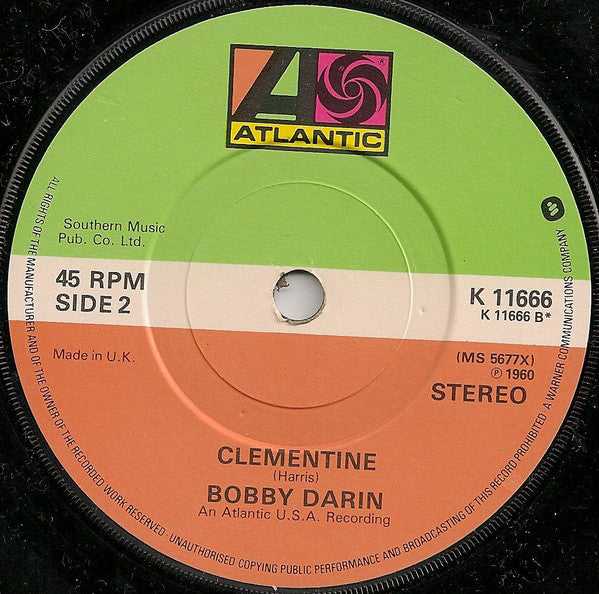 ATLANTIC
®
Southern Music
Pub. Co. Ltd.
45 RPM
SIDE 2
K 11666
K 11666 B*
Made in U.K.
(MS 5677X)
℗ 1960
STEREO
CLEMENTINE
(Harris)
BOBBY DARIN
An Atlantic U.S.A. Recording
ALL RIGHTS OF THE MANUFACTURER AND OF THE OWNER OF THE RECORDED WORK RESERVED. UNAUTHORISED COPYING PUBLIC PERFORMANCE AND BROADCASTING OF THIS RECORD PROHIBITED. A WARNER COMMUNICATIONS COMPANY